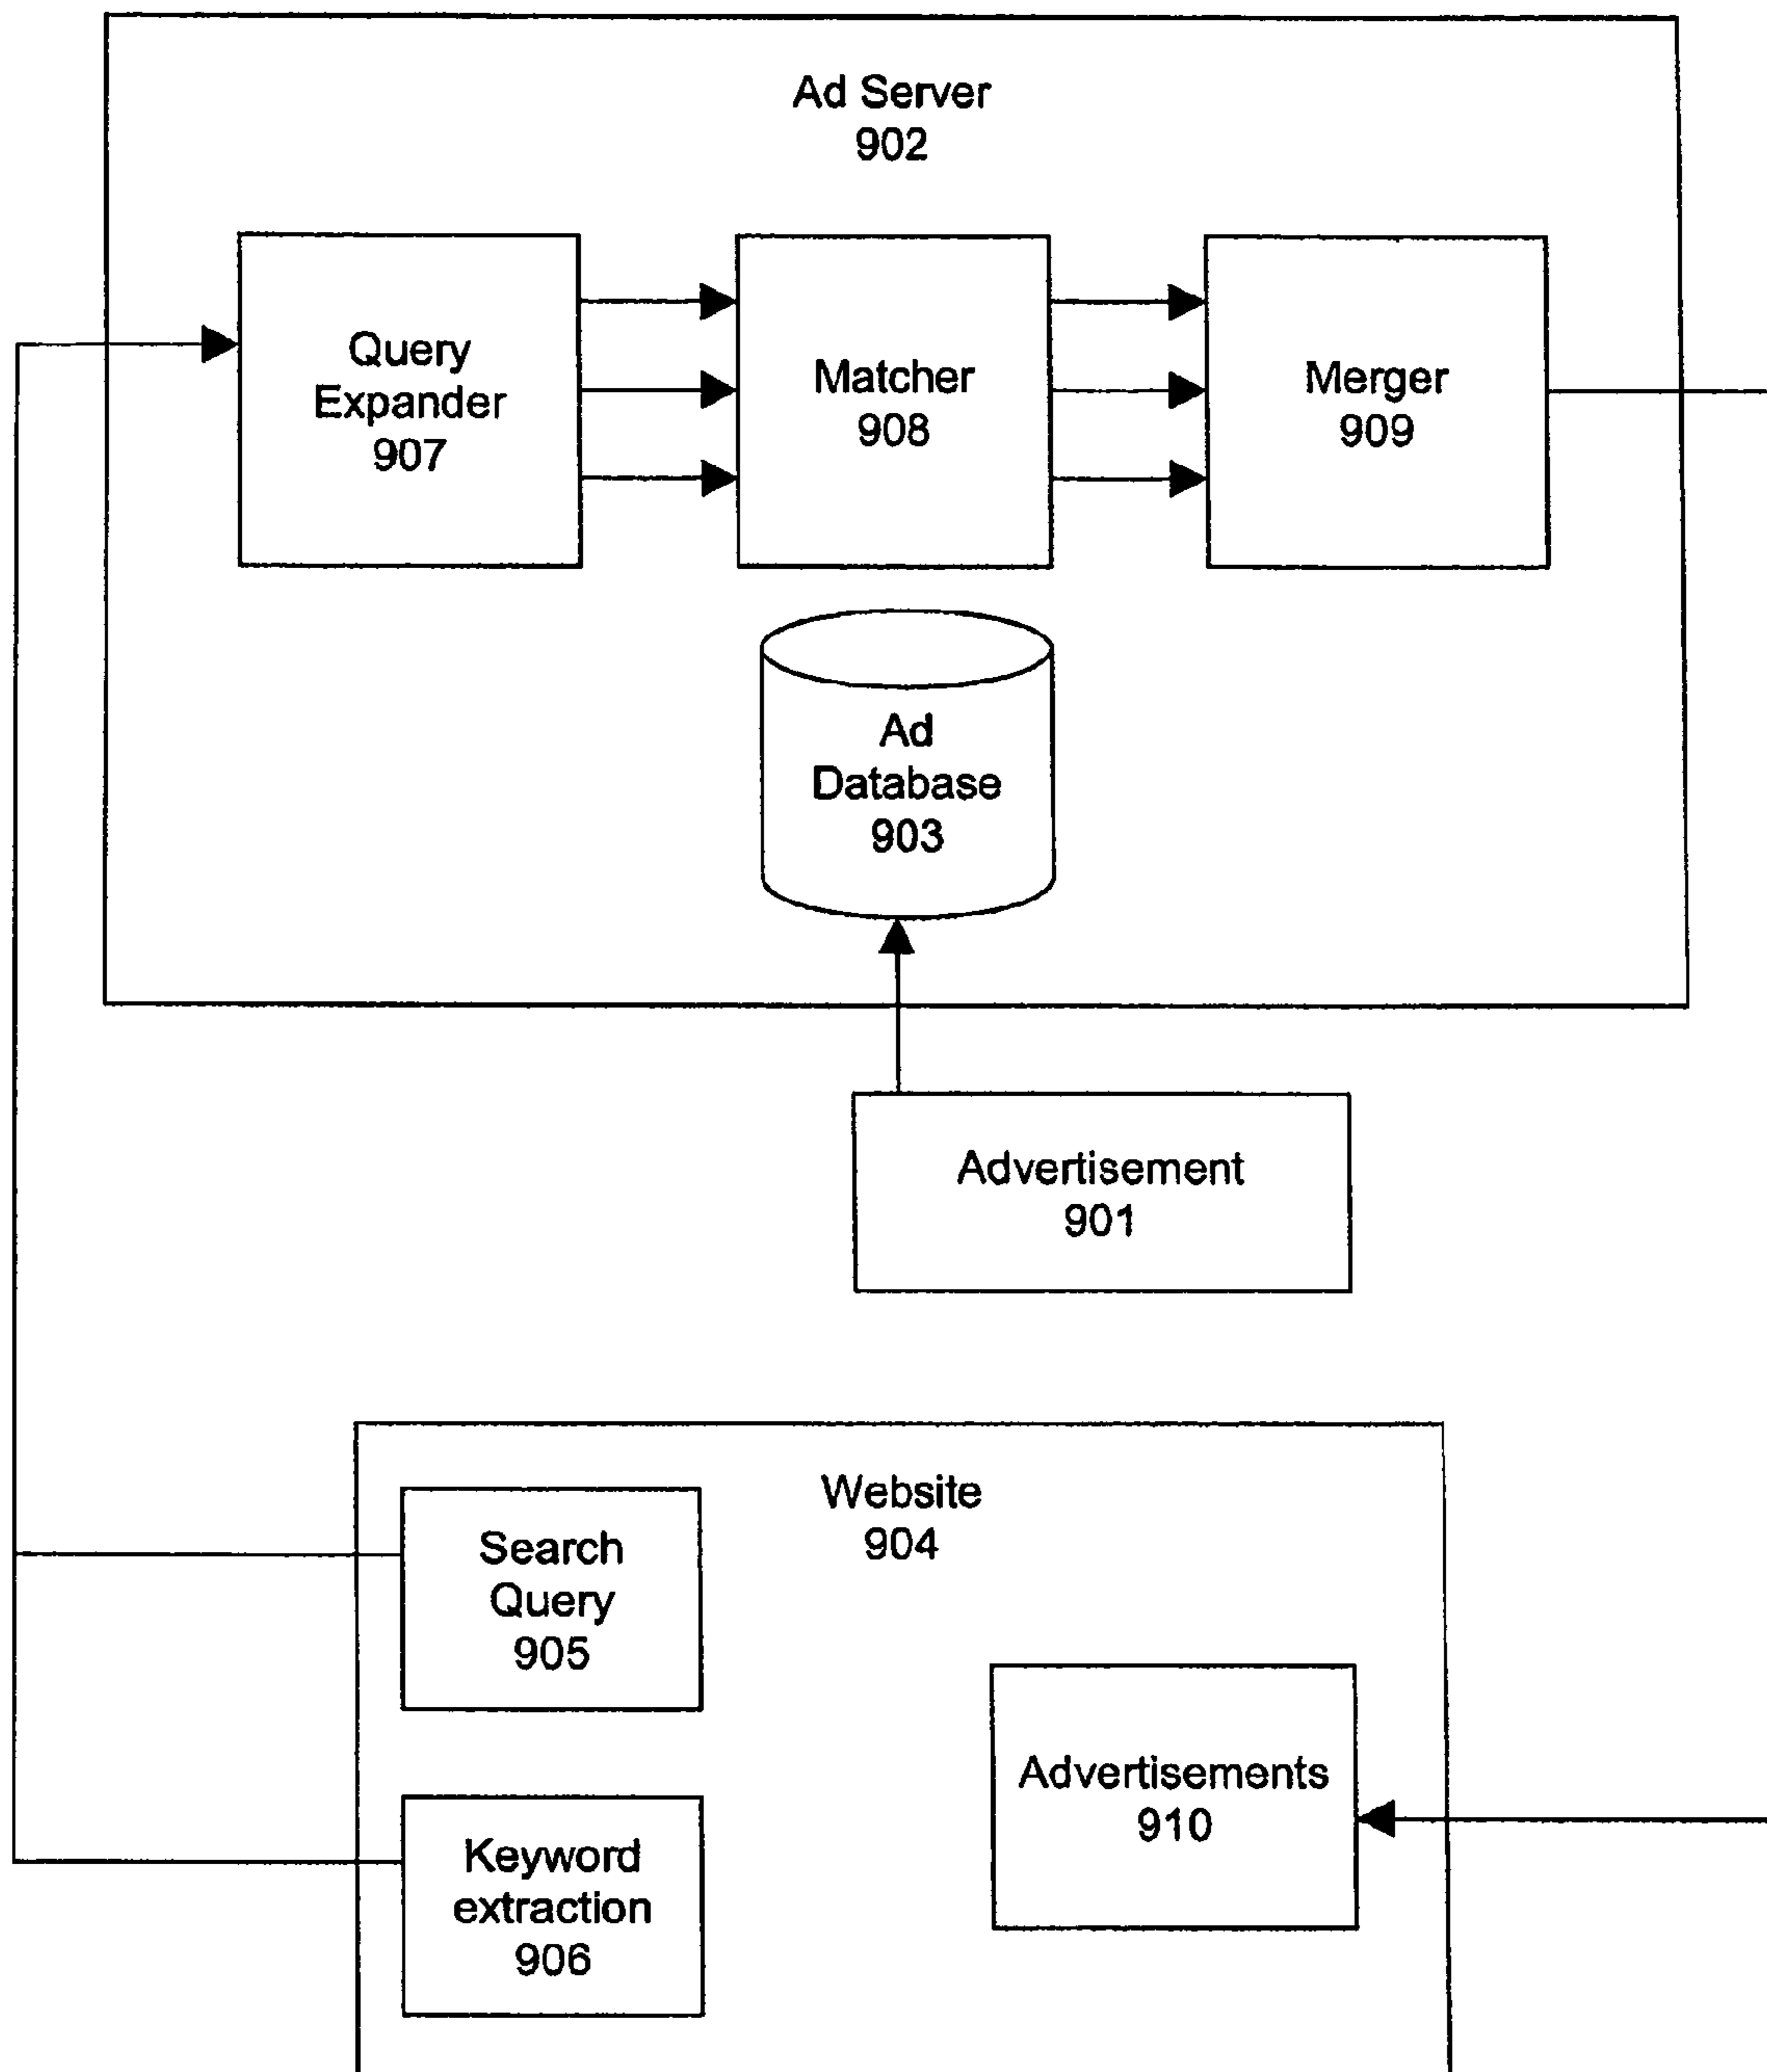 Ad Server
902
Query
Expander
907
Matcher
908
Merger
909
Ad
Database
903
Advertisement
901
Website
904
Search
Query
905
Keyword
extraction
906
Advertisements
910